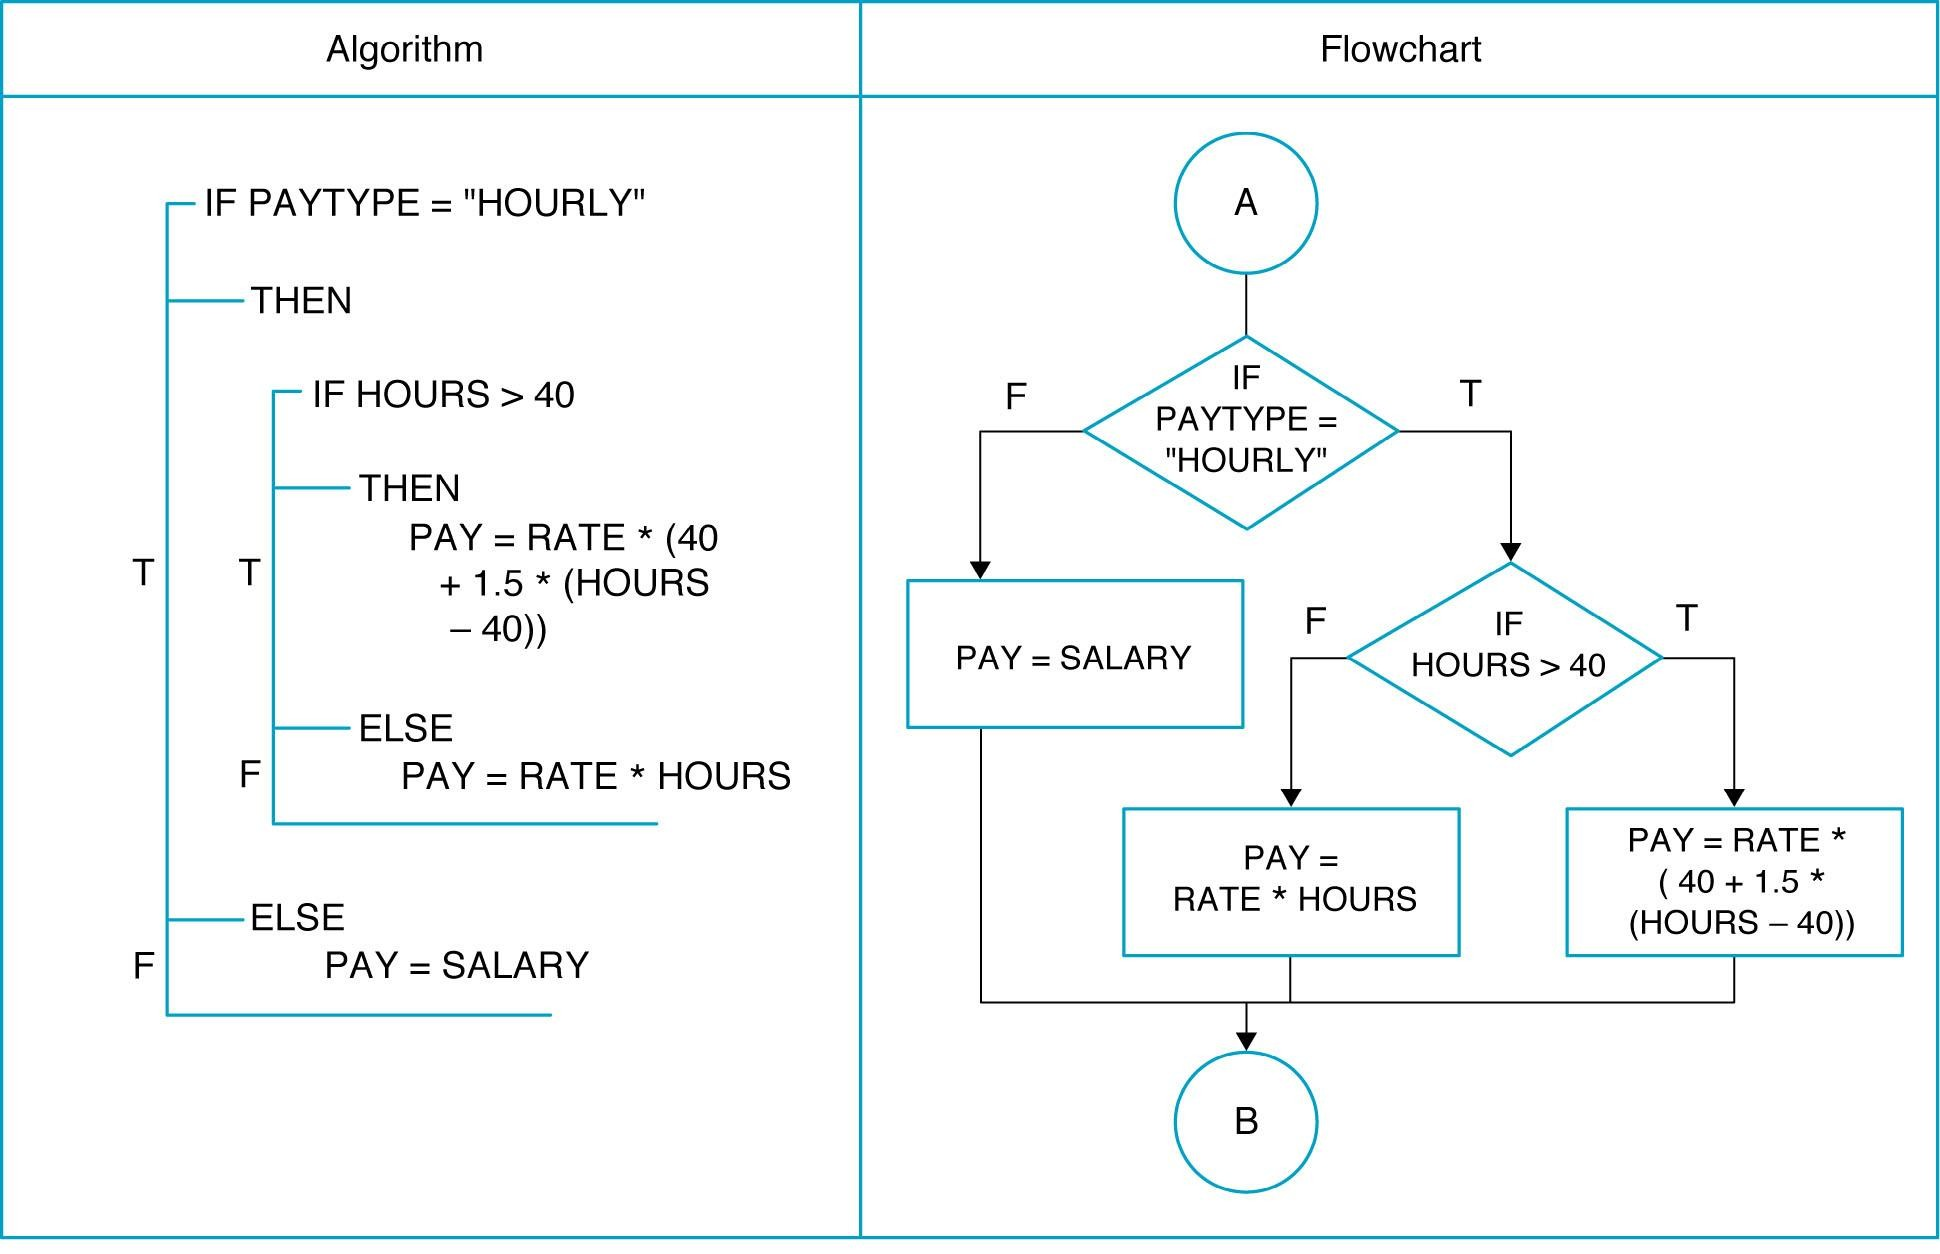 Algorithm
Flowchart
IF PAYTYPE = "HOURLY"
THEN
IF HOURS > 40
THEN
PAY = RATE * (40
+ 1.5 * (HOURS
– 40))
T
T
ELSE
F
PAY = RATE * HOURS
ELSE
F
PAY = SALARY
A
IF
PAYTYPE =
"HOURLY"
F
T
PAY = SALARY
IF
HOURS > 40
F
T
PAY =
RATE * HOURS
PAY = RATE *
( 40 + 1.5 *
(HOURS – 40))
B